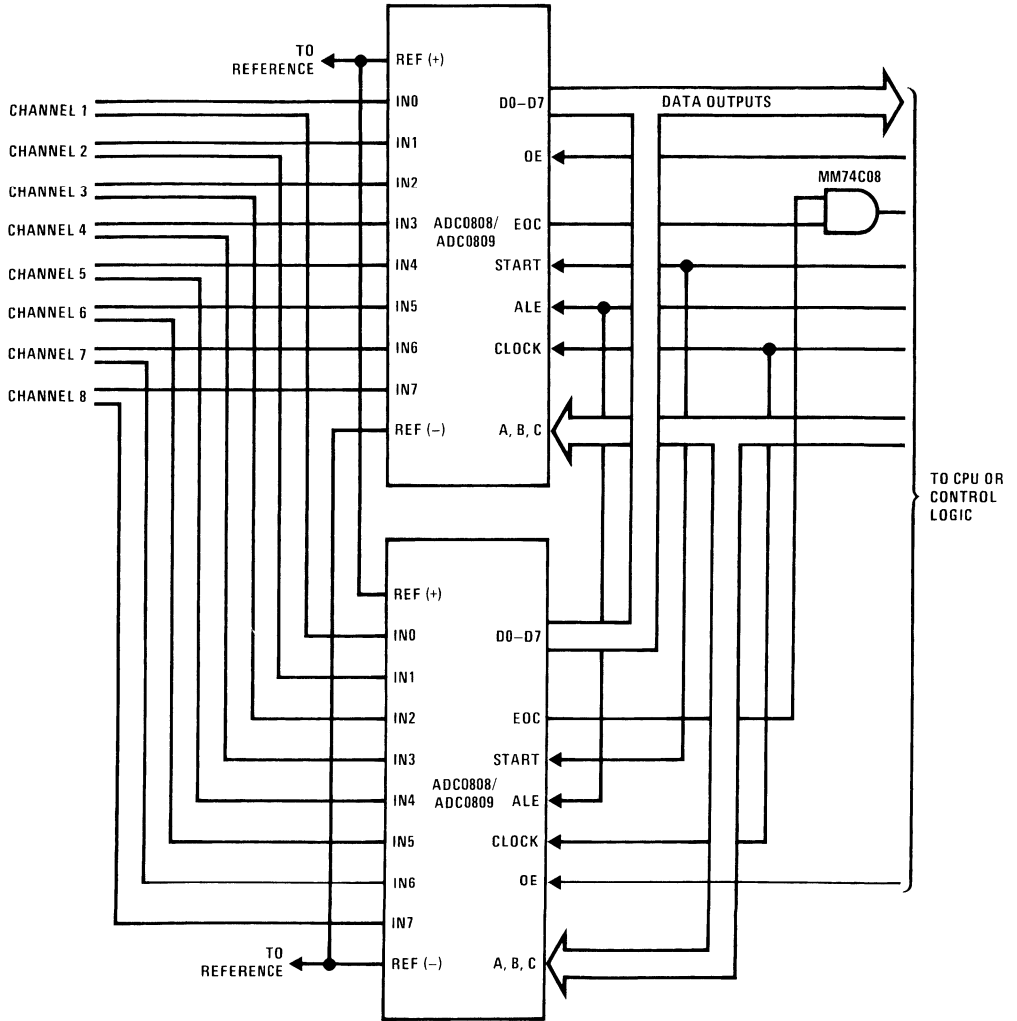 TO
REFERENCE
REF (+)
CHANNEL 1
IN0
D0–D7
DATA OUTPUTS
CHANNEL 2
IN1
OE
MM74C08
CHANNEL 3
IN2
CHANNEL 4
IN3
ADC0808/
ADC0809
EOC
CHANNEL 5
IN4
START
CHANNEL 6
IN5
ALE
CHANNEL 7
IN6
CLOCK
CHANNEL 8
IN7
REF (–)
A, B, C
TO CPU OR
CONTROL
LOGIC
REF (+)
IN0
D0–D7
IN1
IN2
EOC
IN3
START
ADC0808/
ADC0809
IN4
ALE
IN5
CLOCK
IN6
OE
IN7
TO
REFERENCE
REF (–)
A, B, C